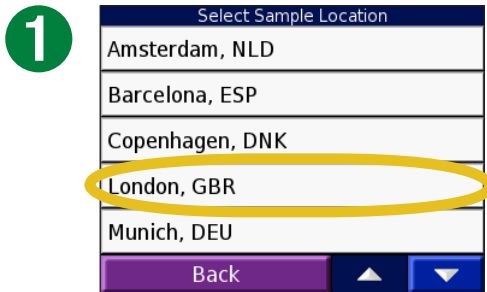 1
Select Sample Location
Amsterdam, NLD
Barcelona, ESP
Copenhagen, DNK
London, GBR
Munich, DEU
Back